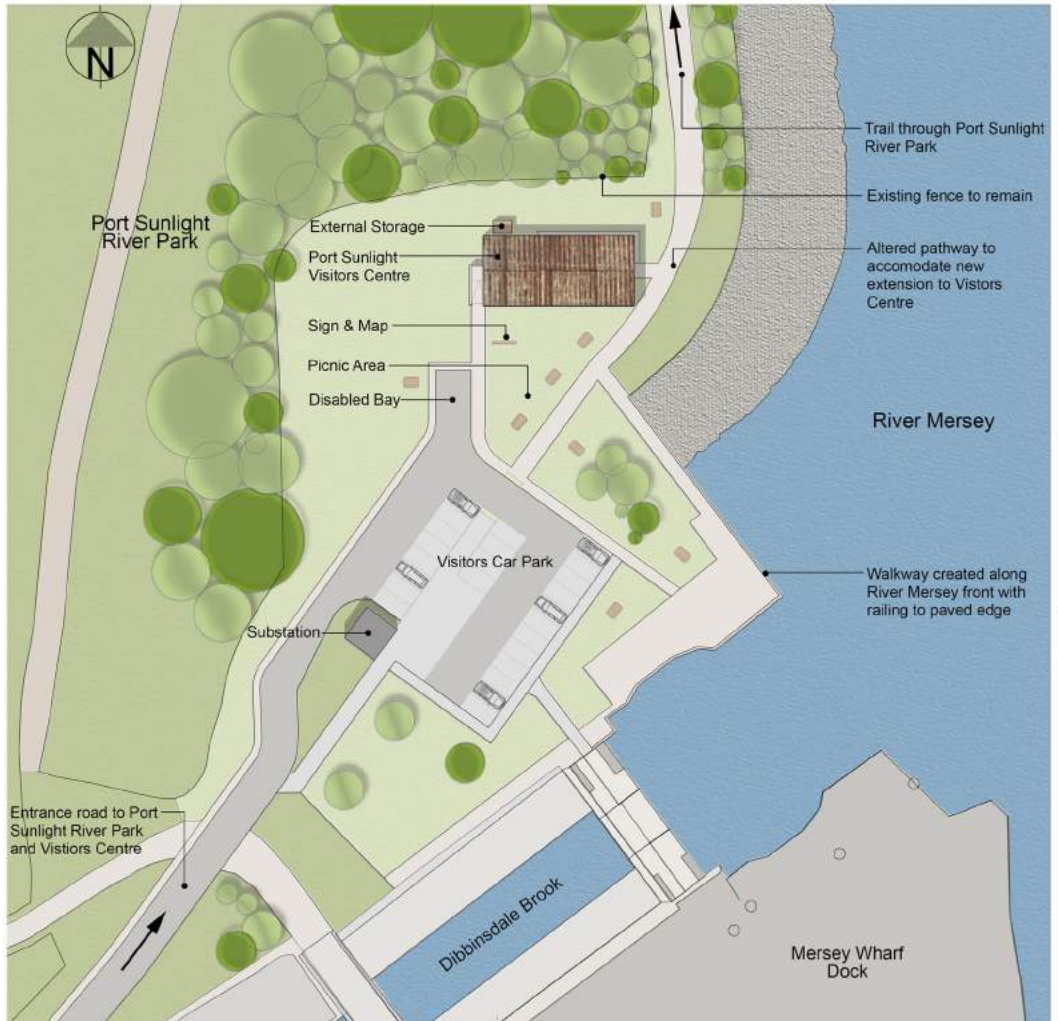 N
Trail through Port Sunlight
River Park
Existing fence to remain
Port Sunlight
River Park
External Storage
Port Sunlight
Visitors Centre
Altered pathway to
accomodate new
extension to Vistors
Centre
Sign & Map
Picnic Area
Disabled Bay
River Mersey
Visitors Car Park
Walkway created along
River Mersey front with
railing to paved edge
Substation
Entrance road to Port
Sunlight River Park
and Vistiors Centre
Dibbinsdale Brook
Mersey Wharf
Dock